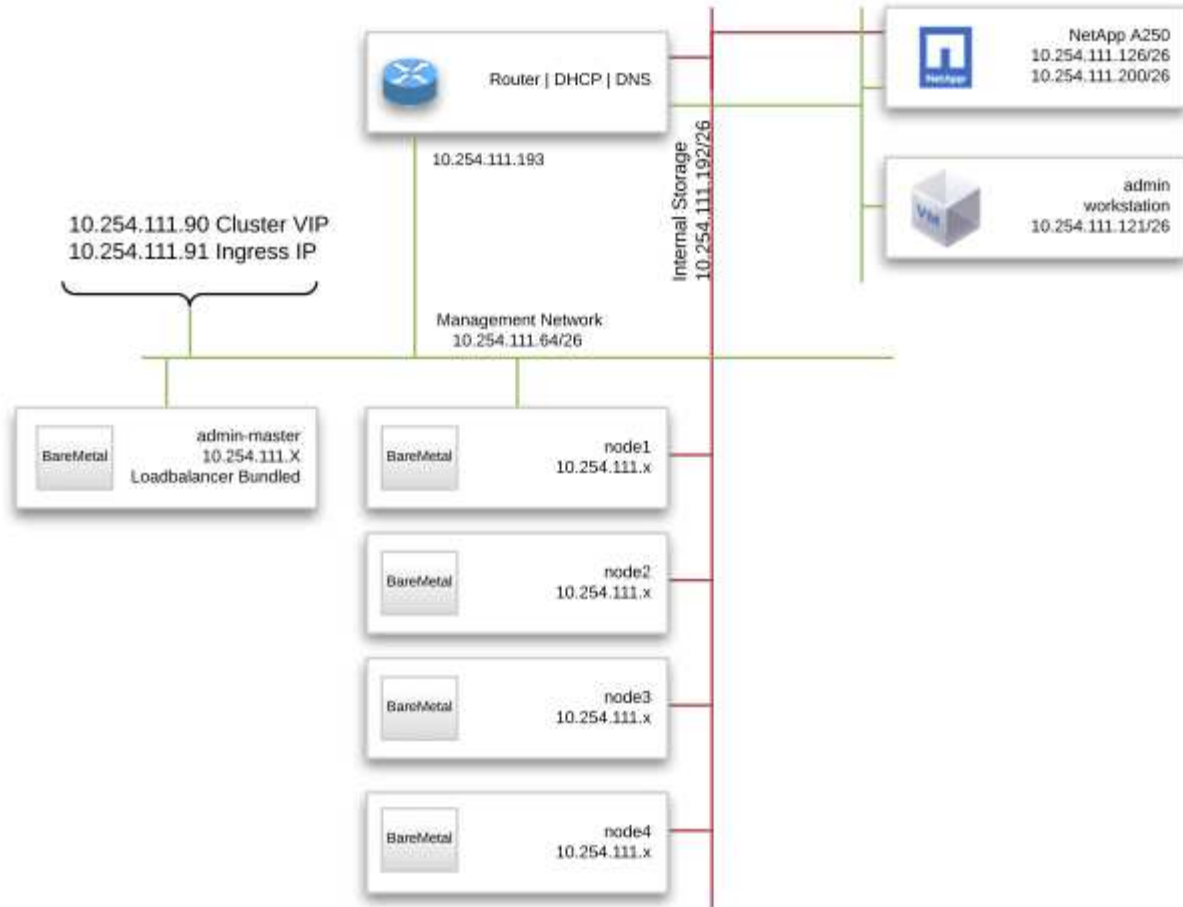 NetApp A250
10.254.111.126/26
10.254.111.200/26
NetApp
Router | DHCP | DNS
10.254.111.193
Internal Storage
10.254.111.192/26
admin
workstation
10.254.111.121/26
VM
10.254.111.90 Cluster VIP
10.254.111.91 Ingress IP
Management Network
10.254.111.64/26
BareMetal
admin-master
10.254.111.X
Loadbalancer Bundled
BareMetal
node1
10.254.111.x
BareMetal
node2
10.254.111.x
BareMetal
node3
10.254.111.x
BareMetal
node4
10.254.111.x